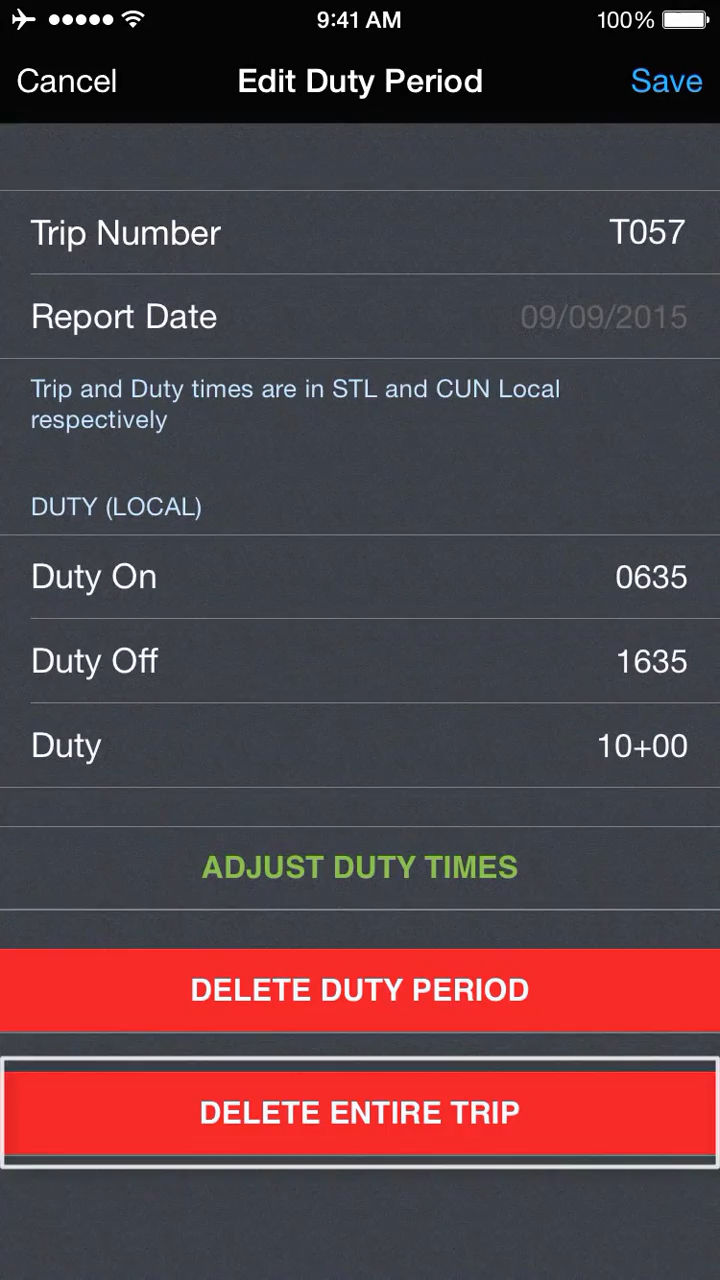 9:41 AM 100%
Cancel Edit Duty Period Save
Trip Number T057
Report Date 09/09/2015
Trip and Duty times are in STL and CUN Local
respectively
DUTY (LOCAL)
Duty On 0635
Duty Off 1635
Duty 10+00
ADJUST DUTY TIMES
DELETE DUTY PERIOD
DELETE ENTIRE TRIP